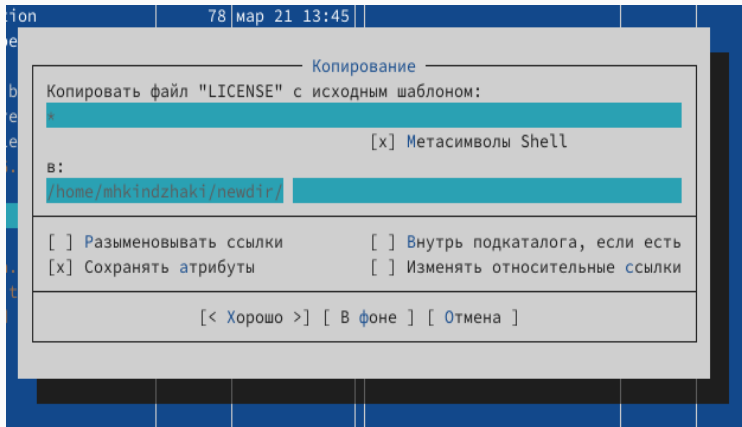 ion 78 мар 21 13:45
Копирование
Копировать файл "LICENSE" с исходным шаблоном:
*
[x] Метасимволы Shell
в:
/home/mhkindzhaki/newdir/
[ ] Разыменовывать ссылки [ ] Внутрь подкаталога, если есть
[x] Сохранять атрибуты [ ] Изменять относительные ссылки
[< Хорошо >] [ В фоне ] [ Отмена ]